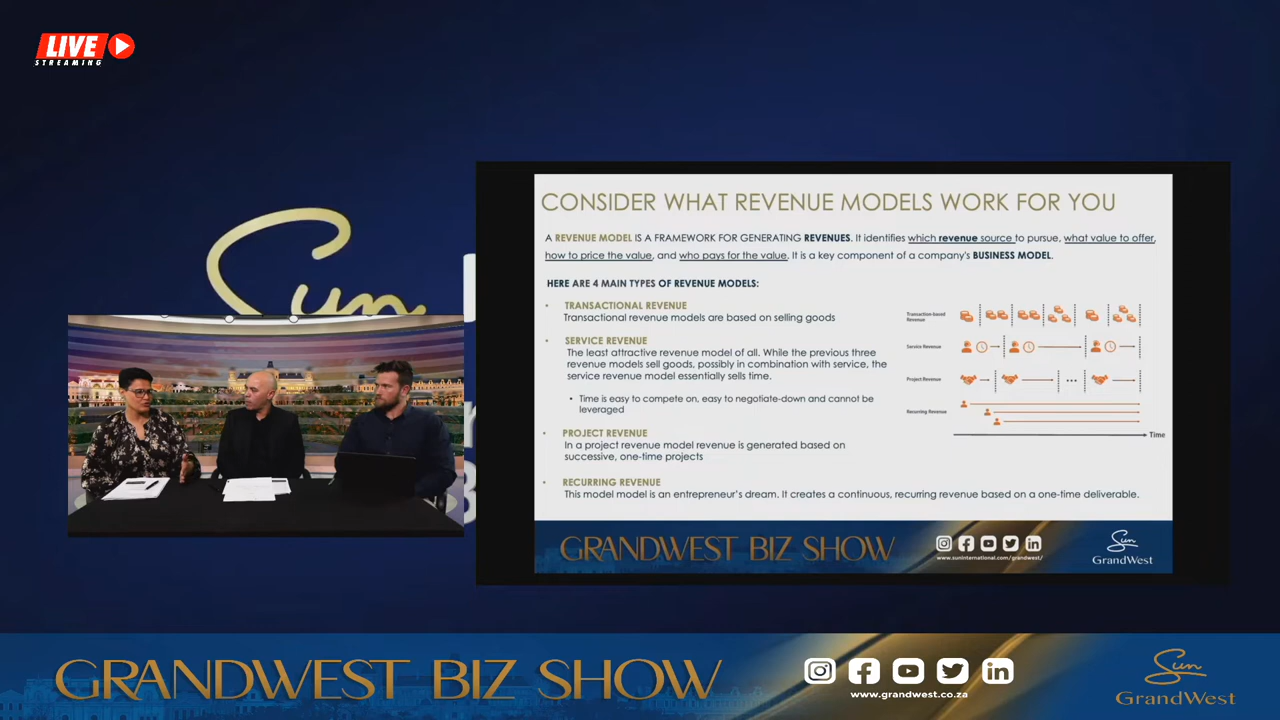 LIVE
STREAMING
Sun
CONSIDER WHAT REVENUE MODELS WORK FOR YOU
A REVENUE MODEL IS A FRAMEWORK FOR GENERATING REVENUES. It identifies which revenue source to pursue, what value to offer,
how to price the value, and who pays for the value. It is a key component of a company's BUSINESS MODEL.
HERE ARE 4 MAIN TYPES OF REVENUE MODELS:
• TRANSACTIONAL REVENUE
Transactional revenue models are based on selling goods
• SERVICE REVENUE
The least attractive revenue model of all. While the previous three
revenue models sell goods, possibly in combination with service, the
service revenue model essentially sells time.
• Time is easy to compete on, easy to negotiate-down and cannot be
leveraged
• PROJECT REVENUE
In a project revenue model revenue is generated based on
successive, one-time projects
• RECURRING REVENUE
This model model is an entrepreneur's dream. It creates a continuous, recurring revenue based on a one-time deliverable.
Transaction-based
Revenue
Service Revenue
Project Revenue
...
Recurring Revenue
Time
GRANDWEST BIZ SHOW
www.suninternational.com/grandwest/
Sun
GrandWest
GRANDWEST BIZ SHOW
www.grandwest.co.za
Sun
GrandWest